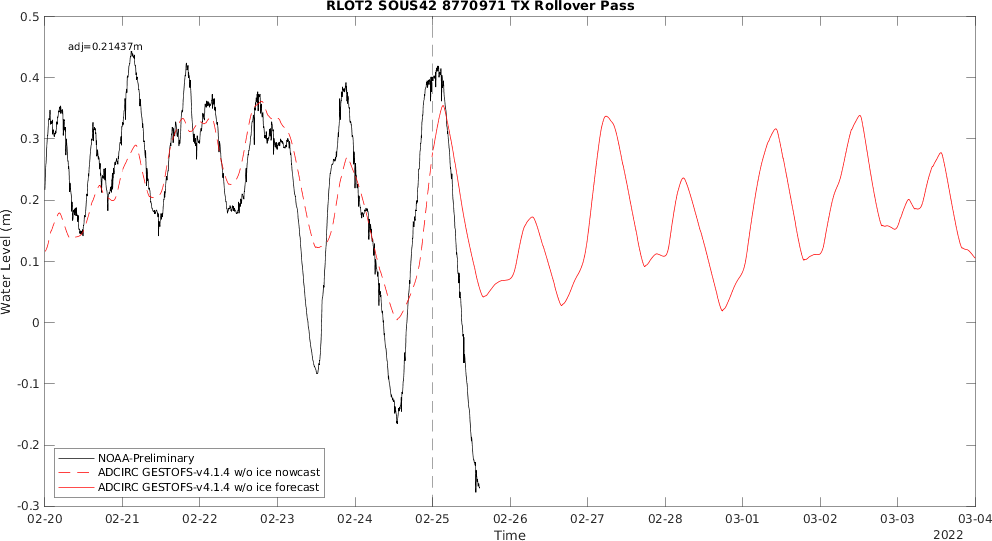 RLOT2 SOUS42 8770971 TX Rollover Pass
adj=0.21437m
0.5
0.4
0.3
0.2
0.1
0
-0.1
-0.2
-0.3
Water Level (m)
NOAA-Preliminary
ADCIRC GESTOFS-v4.1.4 w/o ice nowcast
ADCIRC GESTOFS-v4.1.4 w/o ice forecast
02-20 02-21 02-22 02-23 02-24 02-25 02-26 02-27 02-28 03-01 03-02 03-03 03-04
Time
2022